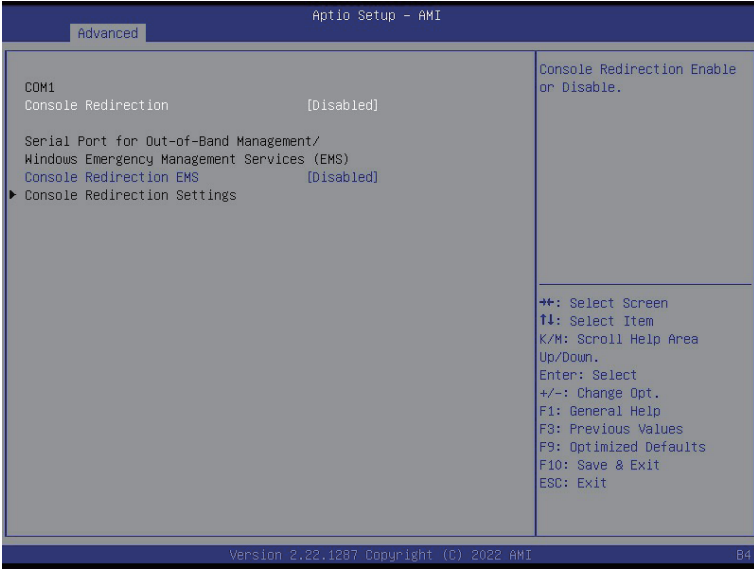 Aptio Setup – AMI
Advanced
COM1
Console Redirection [Disabled]
Serial Port for Out-of-Band Management/
Windows Emergency Management Services (EMS)
Console Redirection EMS [Disabled]
▶ Console Redirection Settings
Console Redirection Enable
or Disable.
→←: Select Screen
↑↓: Select Item
K/M: Scroll Help Area
Up/Down.
Enter: Select
+/-: Change Opt.
F1: General Help
F3: Previous Values
F9: Optimized Defaults
F10: Save & Exit
ESC: Exit
Version 2.22.1287 Copyright (C) 2022 AMI
B4